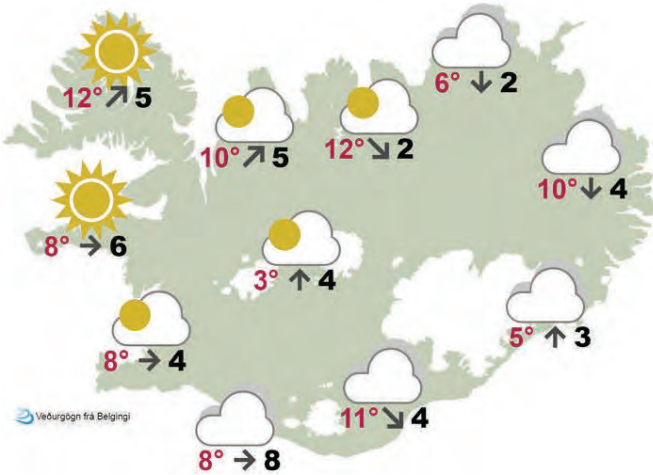 6° ↓ 2
12° ↗ 5
10° ↗ 5
12° ↘ 2
10° ↓ 4
8° → 6
3° ↑ 4
5° ↑ 3
8° → 4
11° ↘ 4
Veðurgögn frá Belgingi
8° → 8